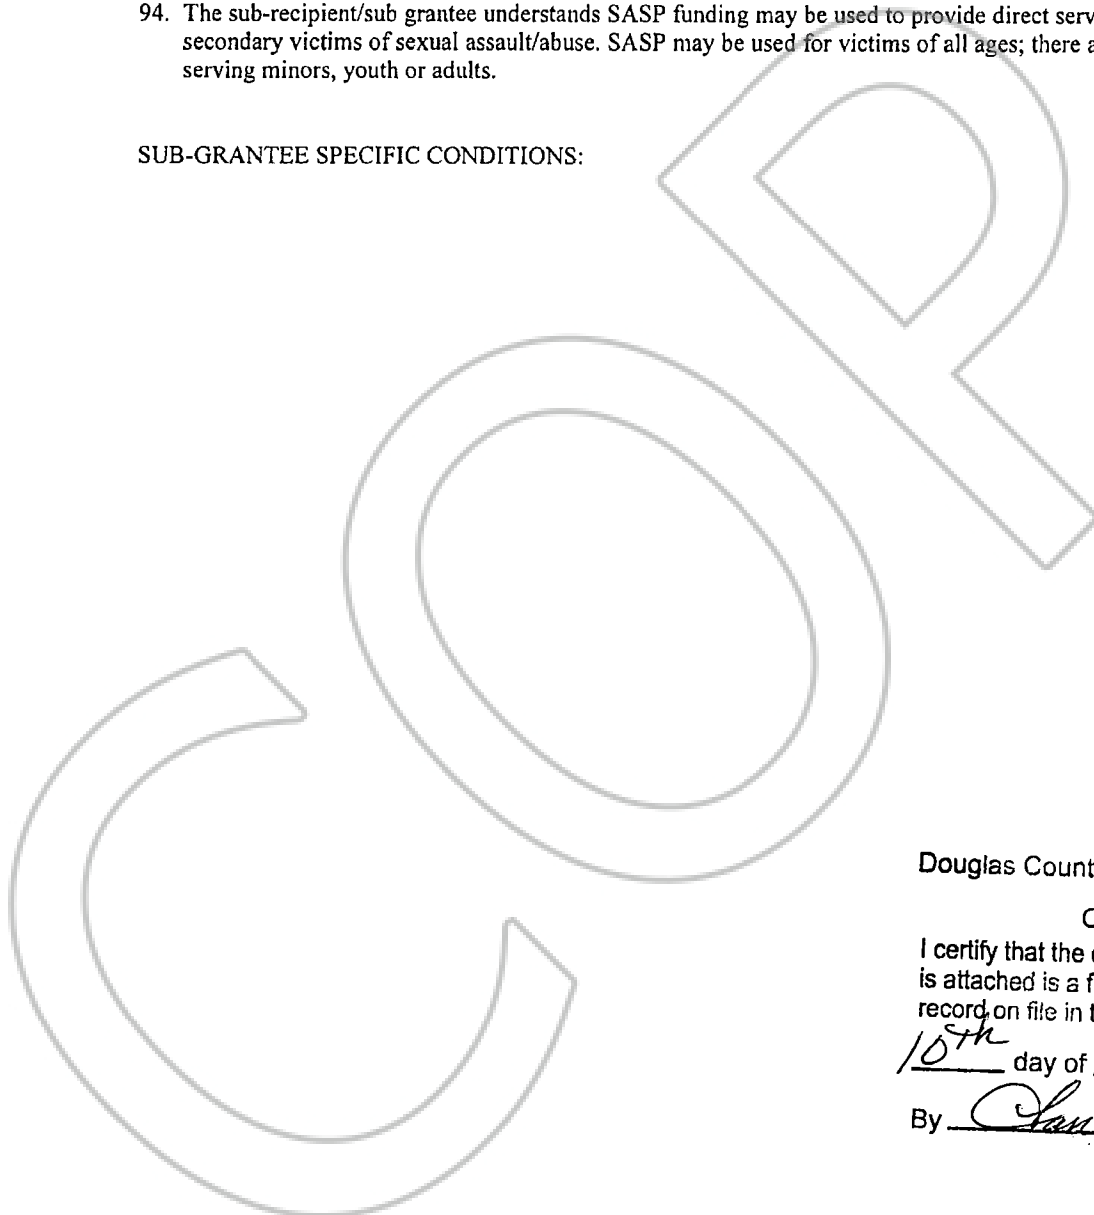 94. The sub-recipient/sub grantee understands SASP funding may be used to provide direct serv
secondary victims of sexual assault/abuse. SASP may be used for victims of all ages; there a
serving minors, youth or adults.
SUB-GRANTEE SPECIFIC CONDITIONS:
COP
Douglas Count
C
I certify that the
is attached is a f
record on file in t
10th day of
By